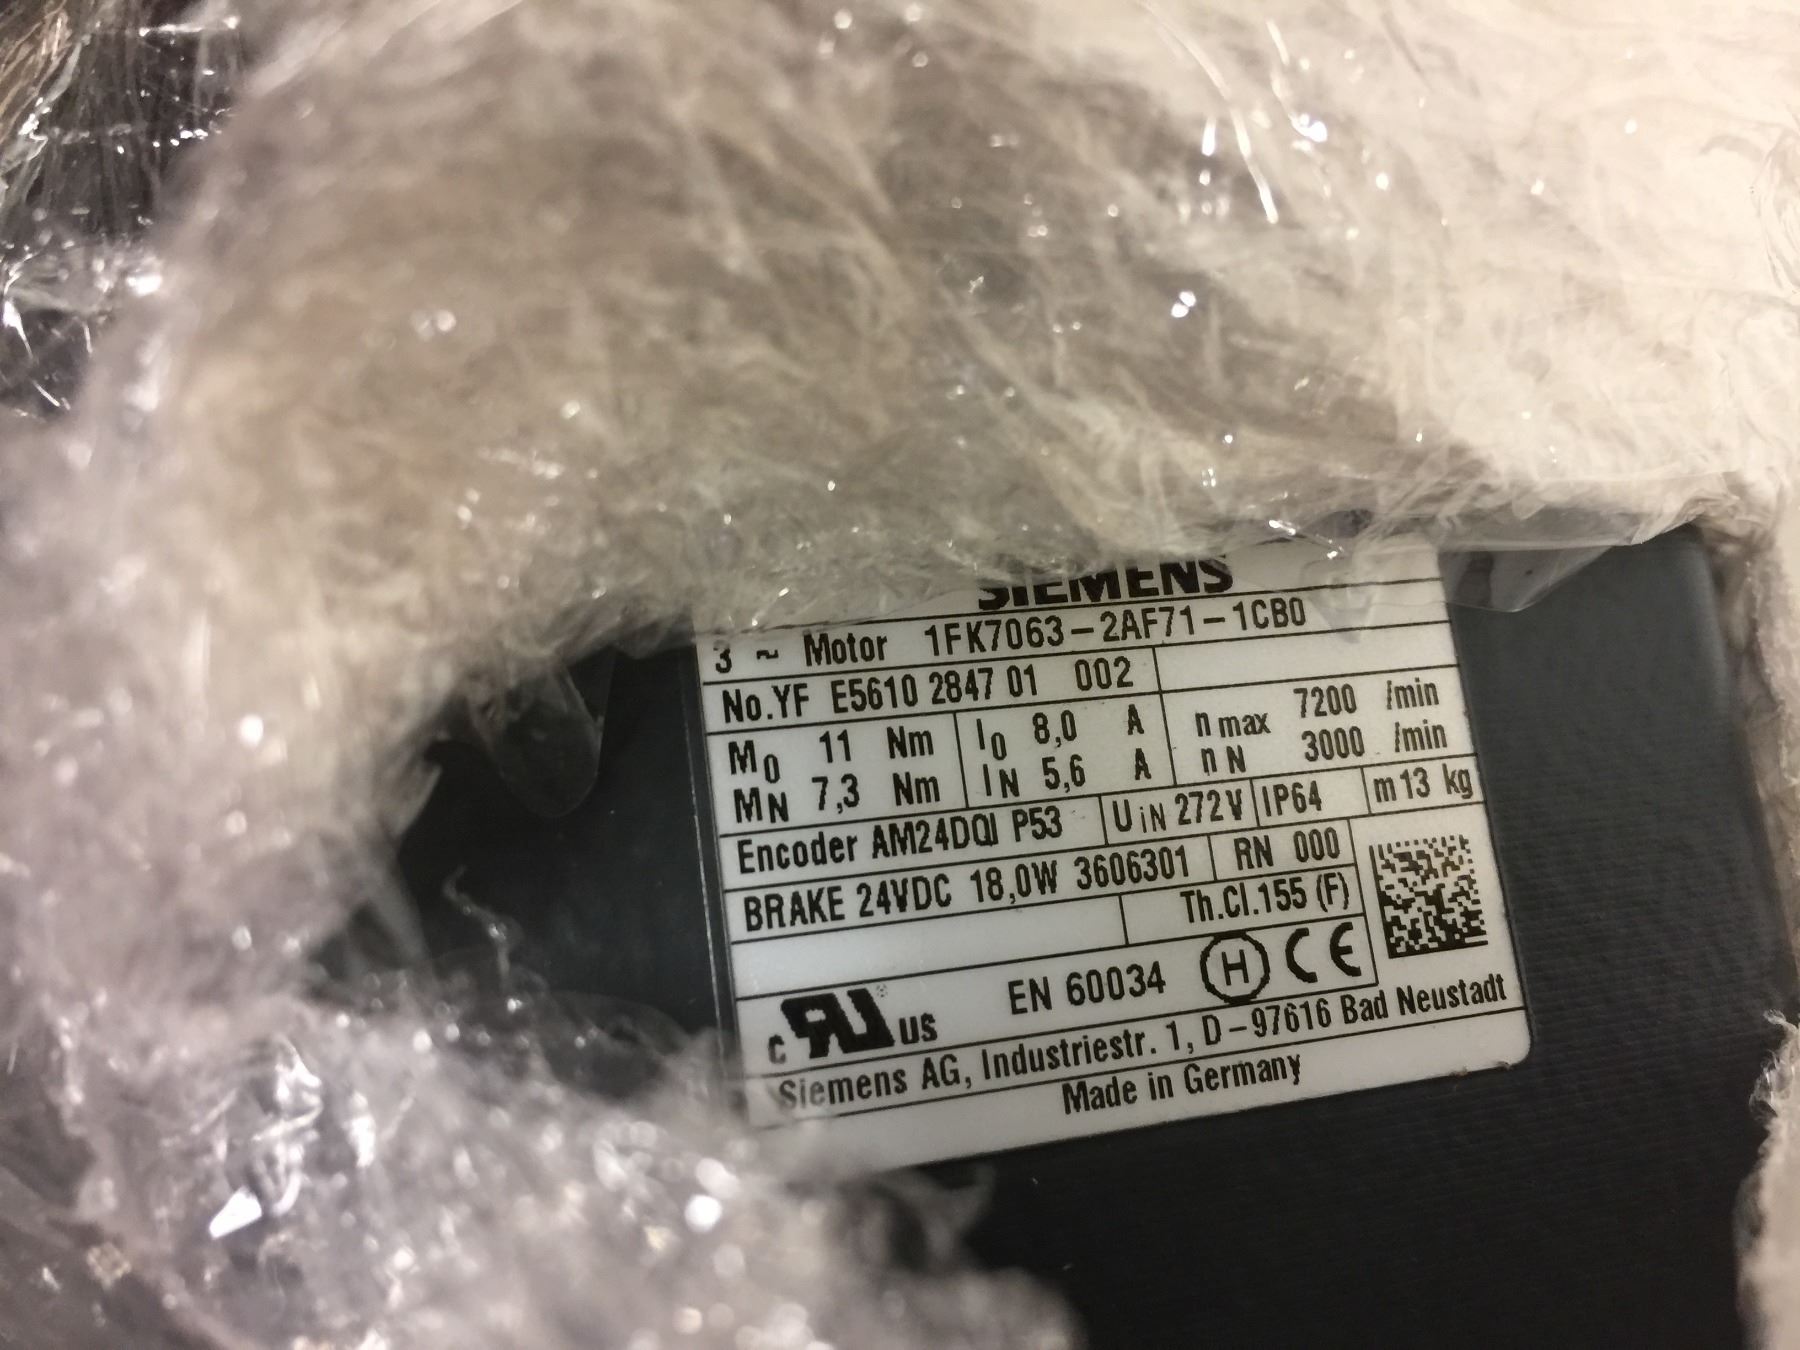 SIEMENS
3 ~ Motor 1FK7063-2AF71-1CB0
No.YF E5610 2847 01 002
M0 11 Nm I0 8,0 A n max 7200 /min
MN 7,3 Nm IN 5,6 A n N 3000 /min
Encoder AM24DQI P53 UIN 272V IP64 m 13 kg
BRAKE 24VDC 18,0W 3606301 RN 000
Th.Cl.155 (F)
c RU ® US EN 60034 H CE
Siemens AG, Industriestr. 1, D-97616 Bad Neustadt
Made in Germany